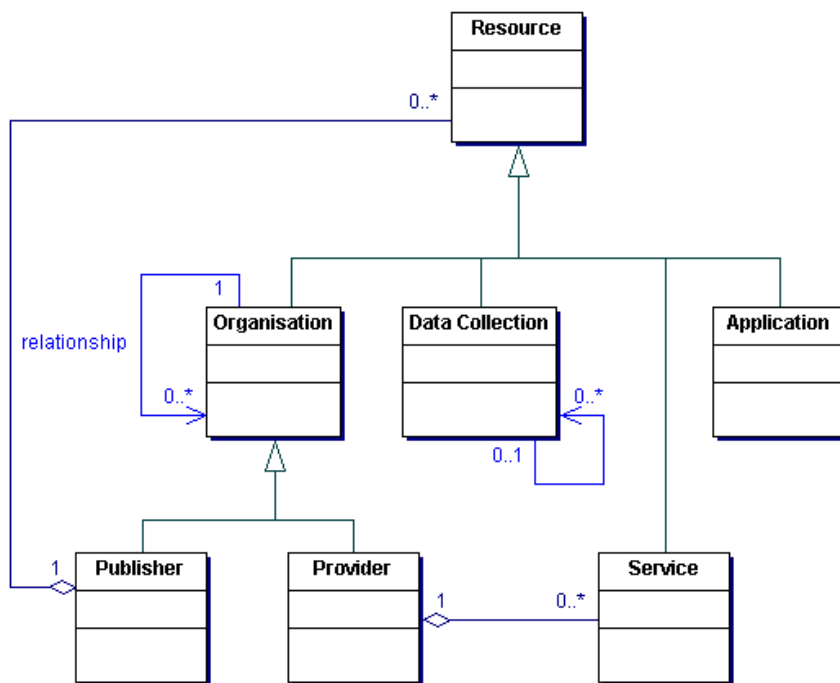 Resource
0..*
1
Organisation
Data Collection
Application
relationship
0..*
0..*
0..1
Publisher
Provider
Service
1
1
0..*